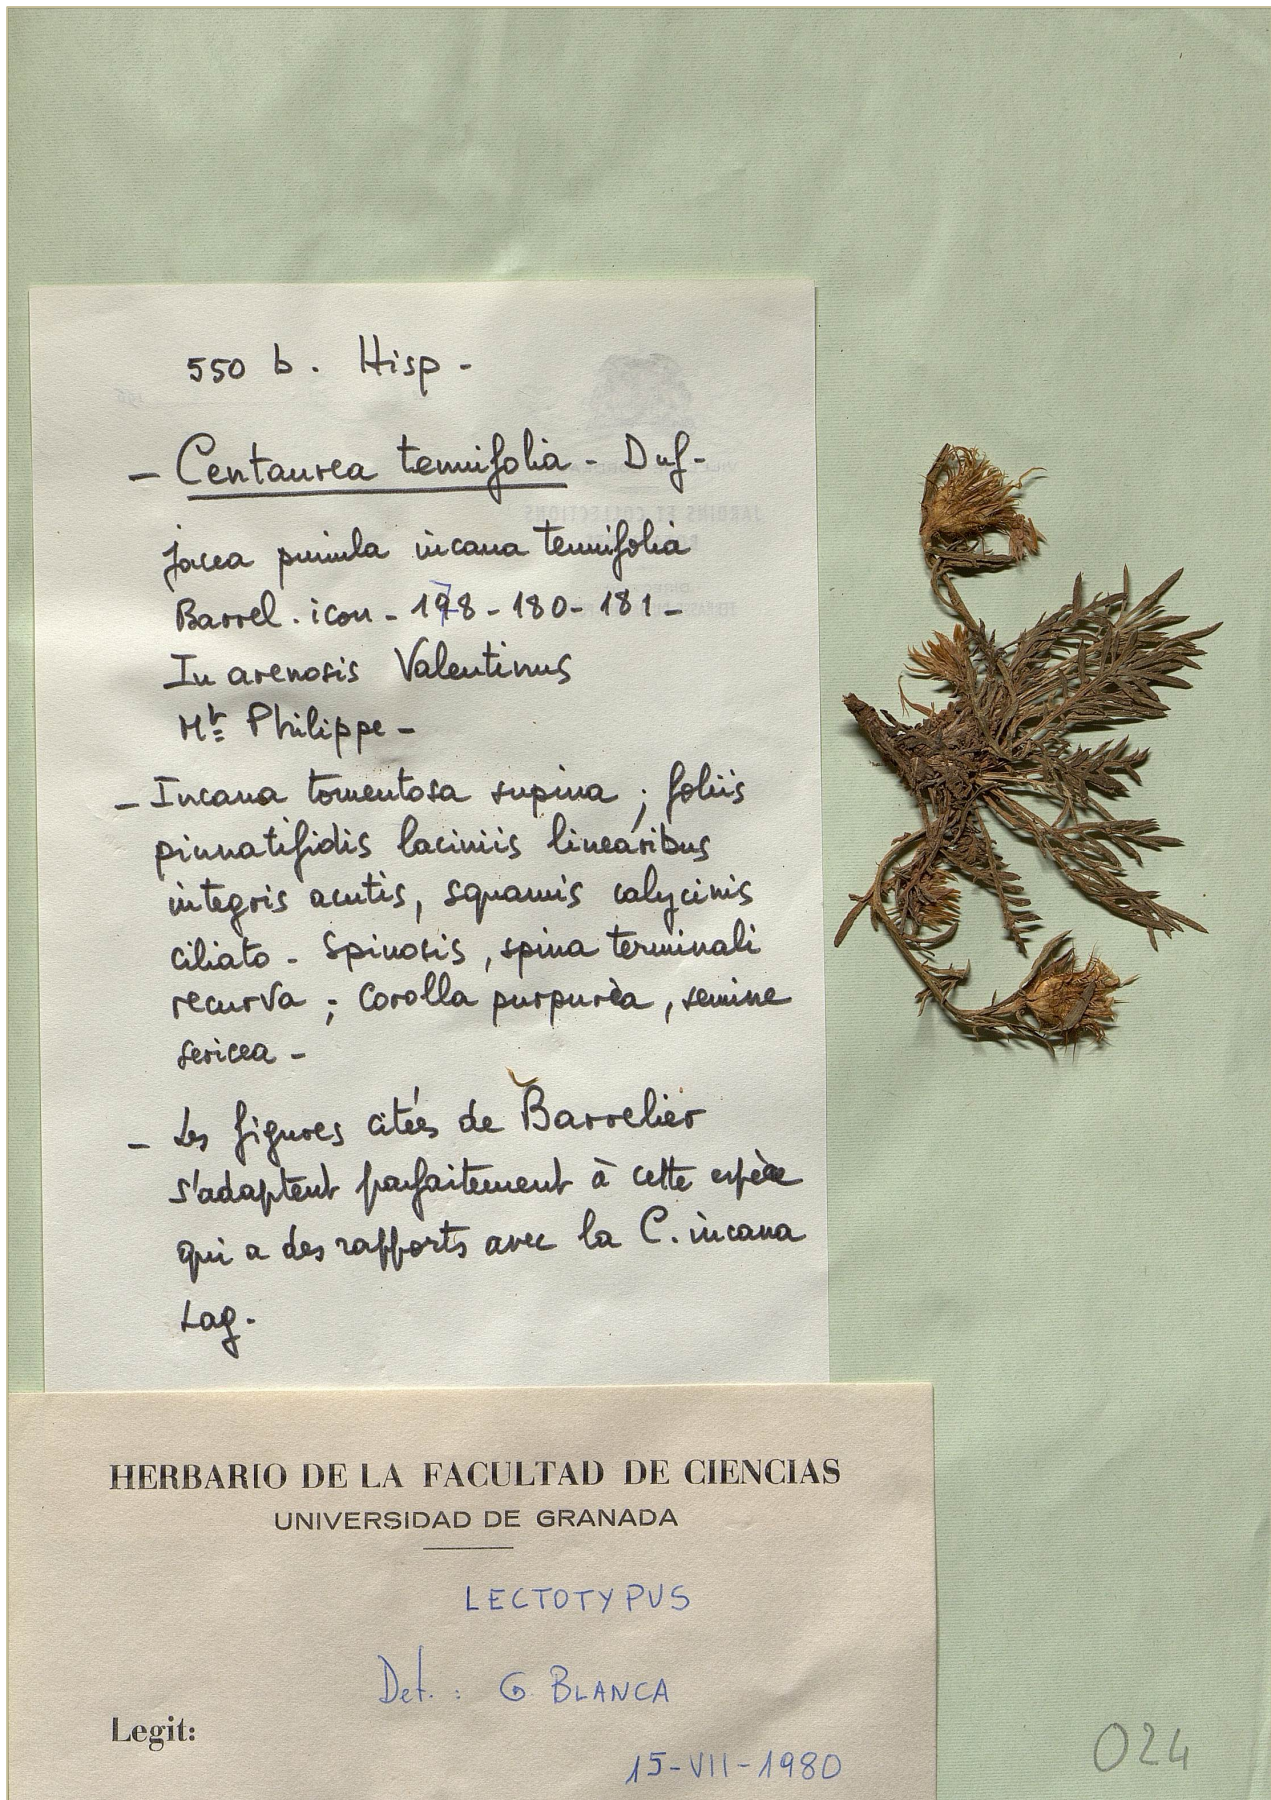 550 b. Hisp -
- Centaurea tenuifolia - Duf-
jacea pumila incana tenuifolia
Barrel. icon - 178 - 180 - 181 -
In arenosis Valentinus
Mr Philippe -
- Incana tomentosa supina ; foliis
pinnatifidis laciniis linearibus
integris acutis, squamis calycinis
ciliato - Spinosis, spina terminali
recurva ; Corolla purpurèa, semine
sericea -
- Les figures citées de Barrelier
s'adaptent parfaitement à cette espèce
qui a des rapports avec la C. incana
Lag.
HERBARIO DE LA FACULTAD DE CIENCIAS
UNIVERSIDAD DE GRANADA
LECTOTYPUS
Det. : G. BLANCA
Legit:
15-VII-1980
024